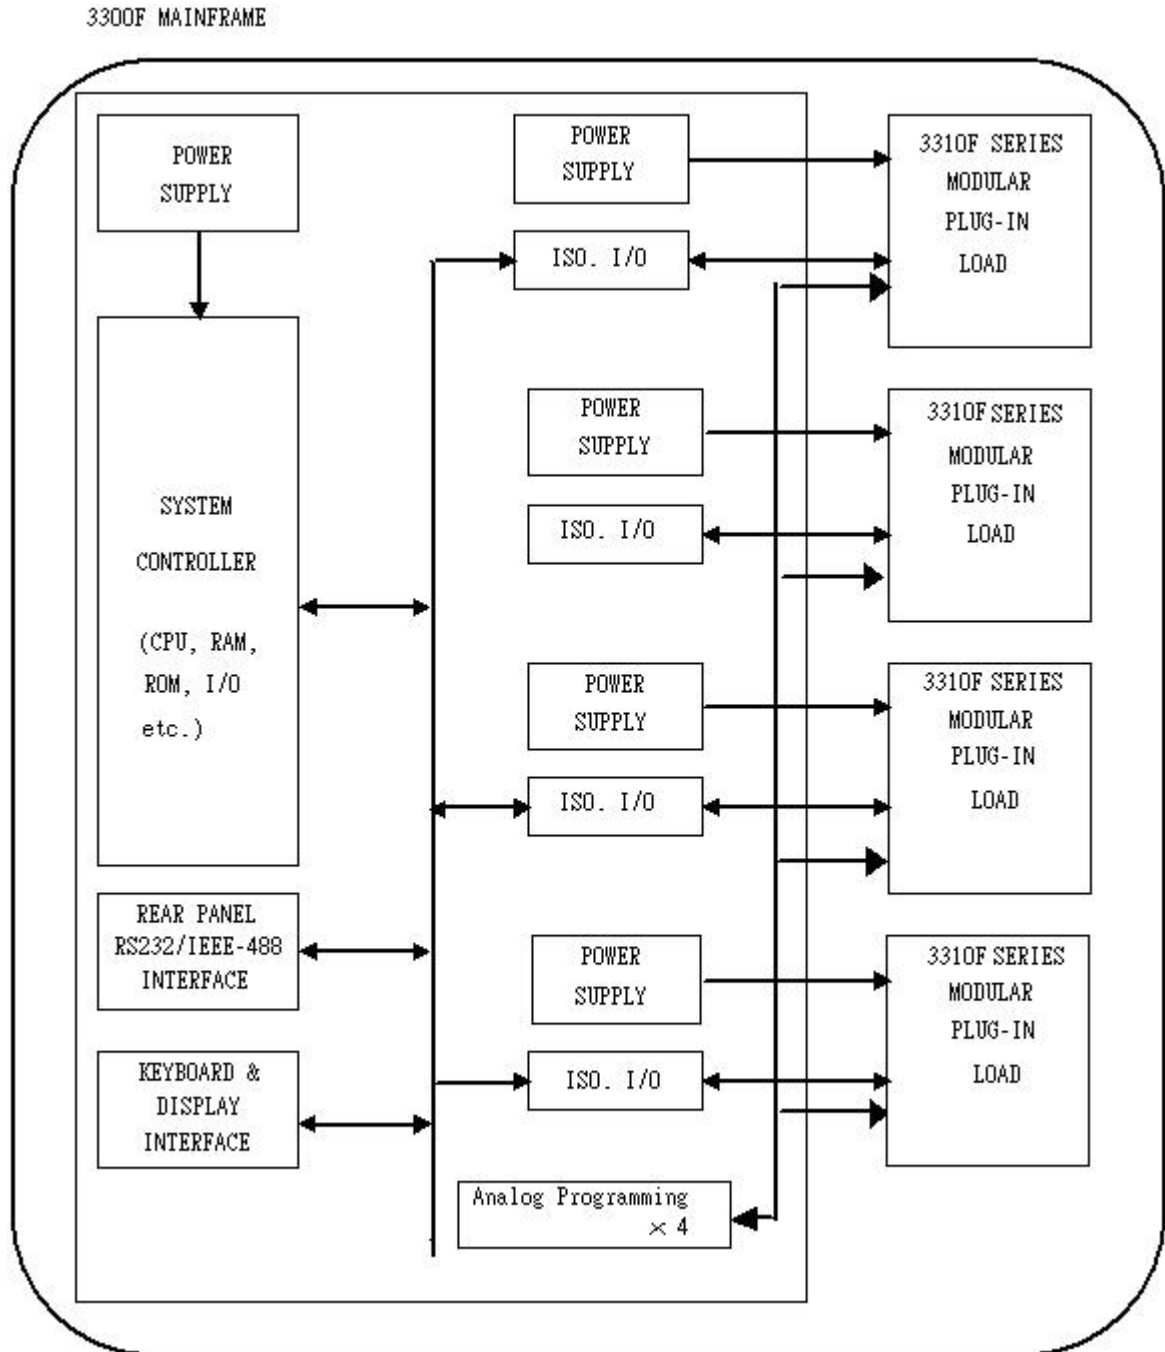 3300F MAINFRAME
POWER
SUPPLY
SYSTEM
CONTROLLER
(CPU, RAM,
ROM, I/O
etc.)
REAR PANEL
RS232/IEEE-488
INTERFACE
KEYBOARD &
DISPLAY
INTERFACE
POWER
SUPPLY
ISO. I/O
3310F SERIES
MODULAR
PLUG-IN
LOAD
POWER
SUPPLY
ISO. I/O
3310F SERIES
MODULAR
PLUG-IN
LOAD
POWER
SUPPLY
ISO. I/O
3310F SERIES
MODULAR
PLUG-IN
LOAD
POWER
SUPPLY
ISO. I/O
3310F SERIES
MODULAR
PLUG-IN
LOAD
Analog Programming
× 4